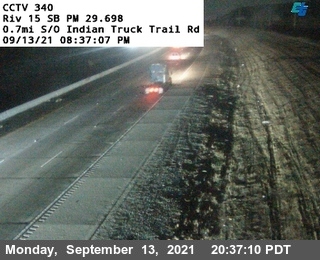 CCTV 340
Riv 15 SB PM 29.698
0.7mi S/O Indian Truck Trail Rd
09/13/21 08:37:07 PM
Monday, September 13, 2021 20:37:10 PDT